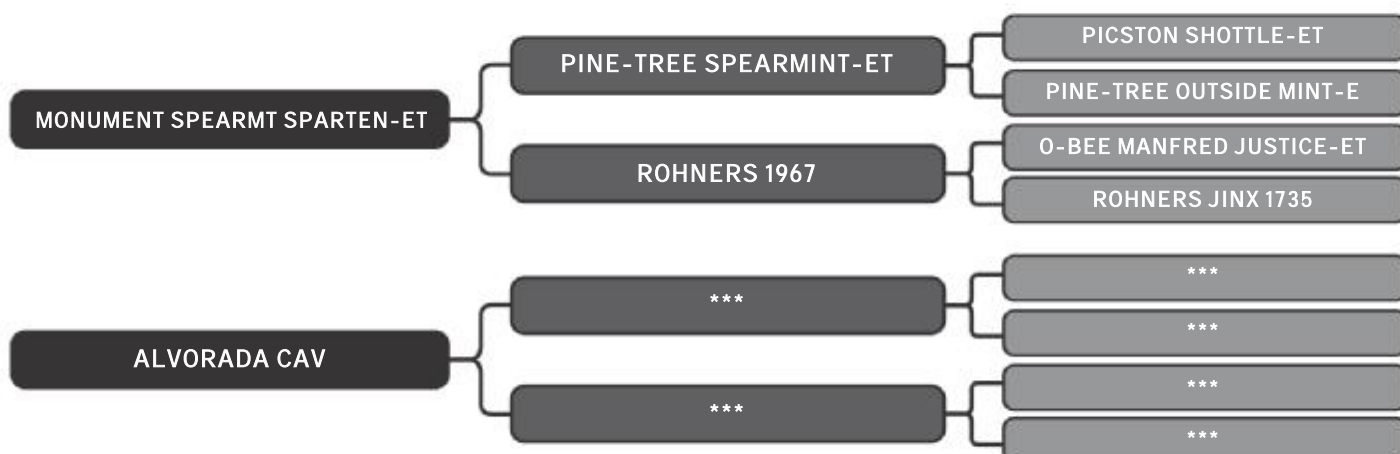 PICSTON SHOTTLE-ET
PINE-TREE SPEARMINT-ET
PINE-TREE OUTSIDE MINT-E
MONUMENT SPEARMT SPARTEN-ET
O-BEE MANFRED JUSTICE-ET
ROHNERS 1967
ROHNERS JINX 1735
***
***
***
ALVORADA CAV
***
***
***